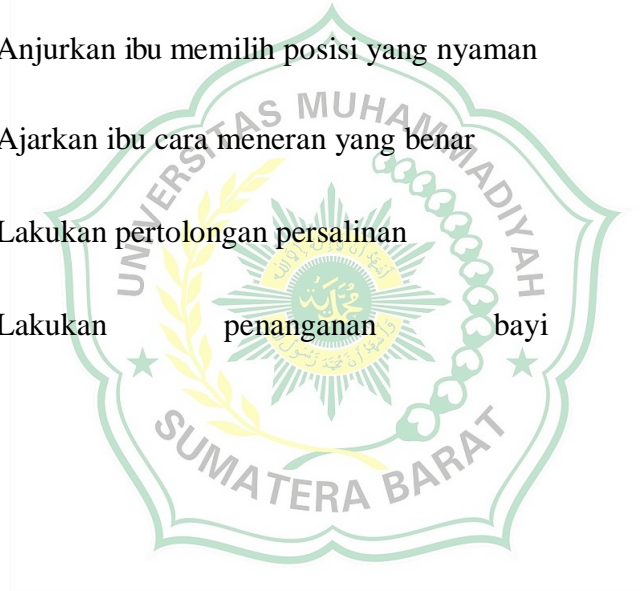 Anjurkan ibu memilih posisi yang nyaman
Ajarkan ibu cara meneran yang benar
Lakukan pertolongan persalinan
Lakukan penanganan bayi
UNIVERSITAS MUHAMMADIYAH
SUMATERA BARAT